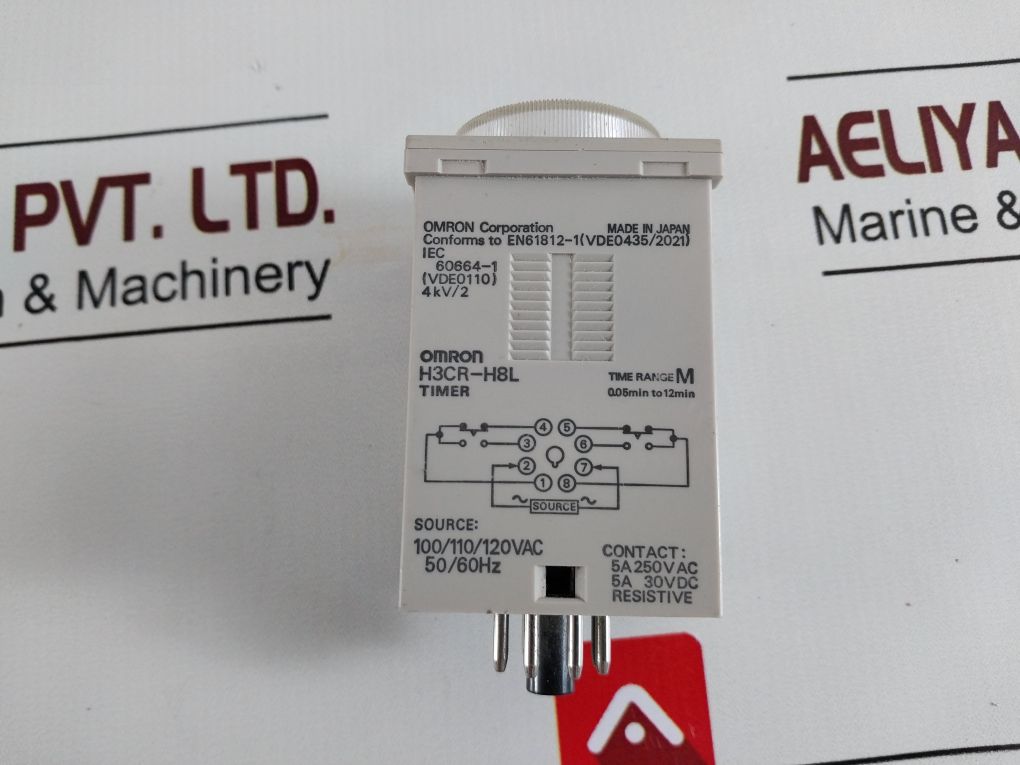 PVT. LTD.
& Machinery
AELIYA
Marine &
OMRON Corporation MADE IN JAPAN
Conforms to EN61812-1(VDE0435/2021)
IEC
60664-1
(VDE0110)
4kV/2
OMRON
H3CR-H8L
TIMER
TIME RANGE M
0.05min to 12min
4 5
3 6
2 7
1 8
~ SOURCE ~
SOURCE:
100/110/120VAC
50/60Hz
CONTACT:
5A 250VAC
5A 30VDC
RESISTIVE